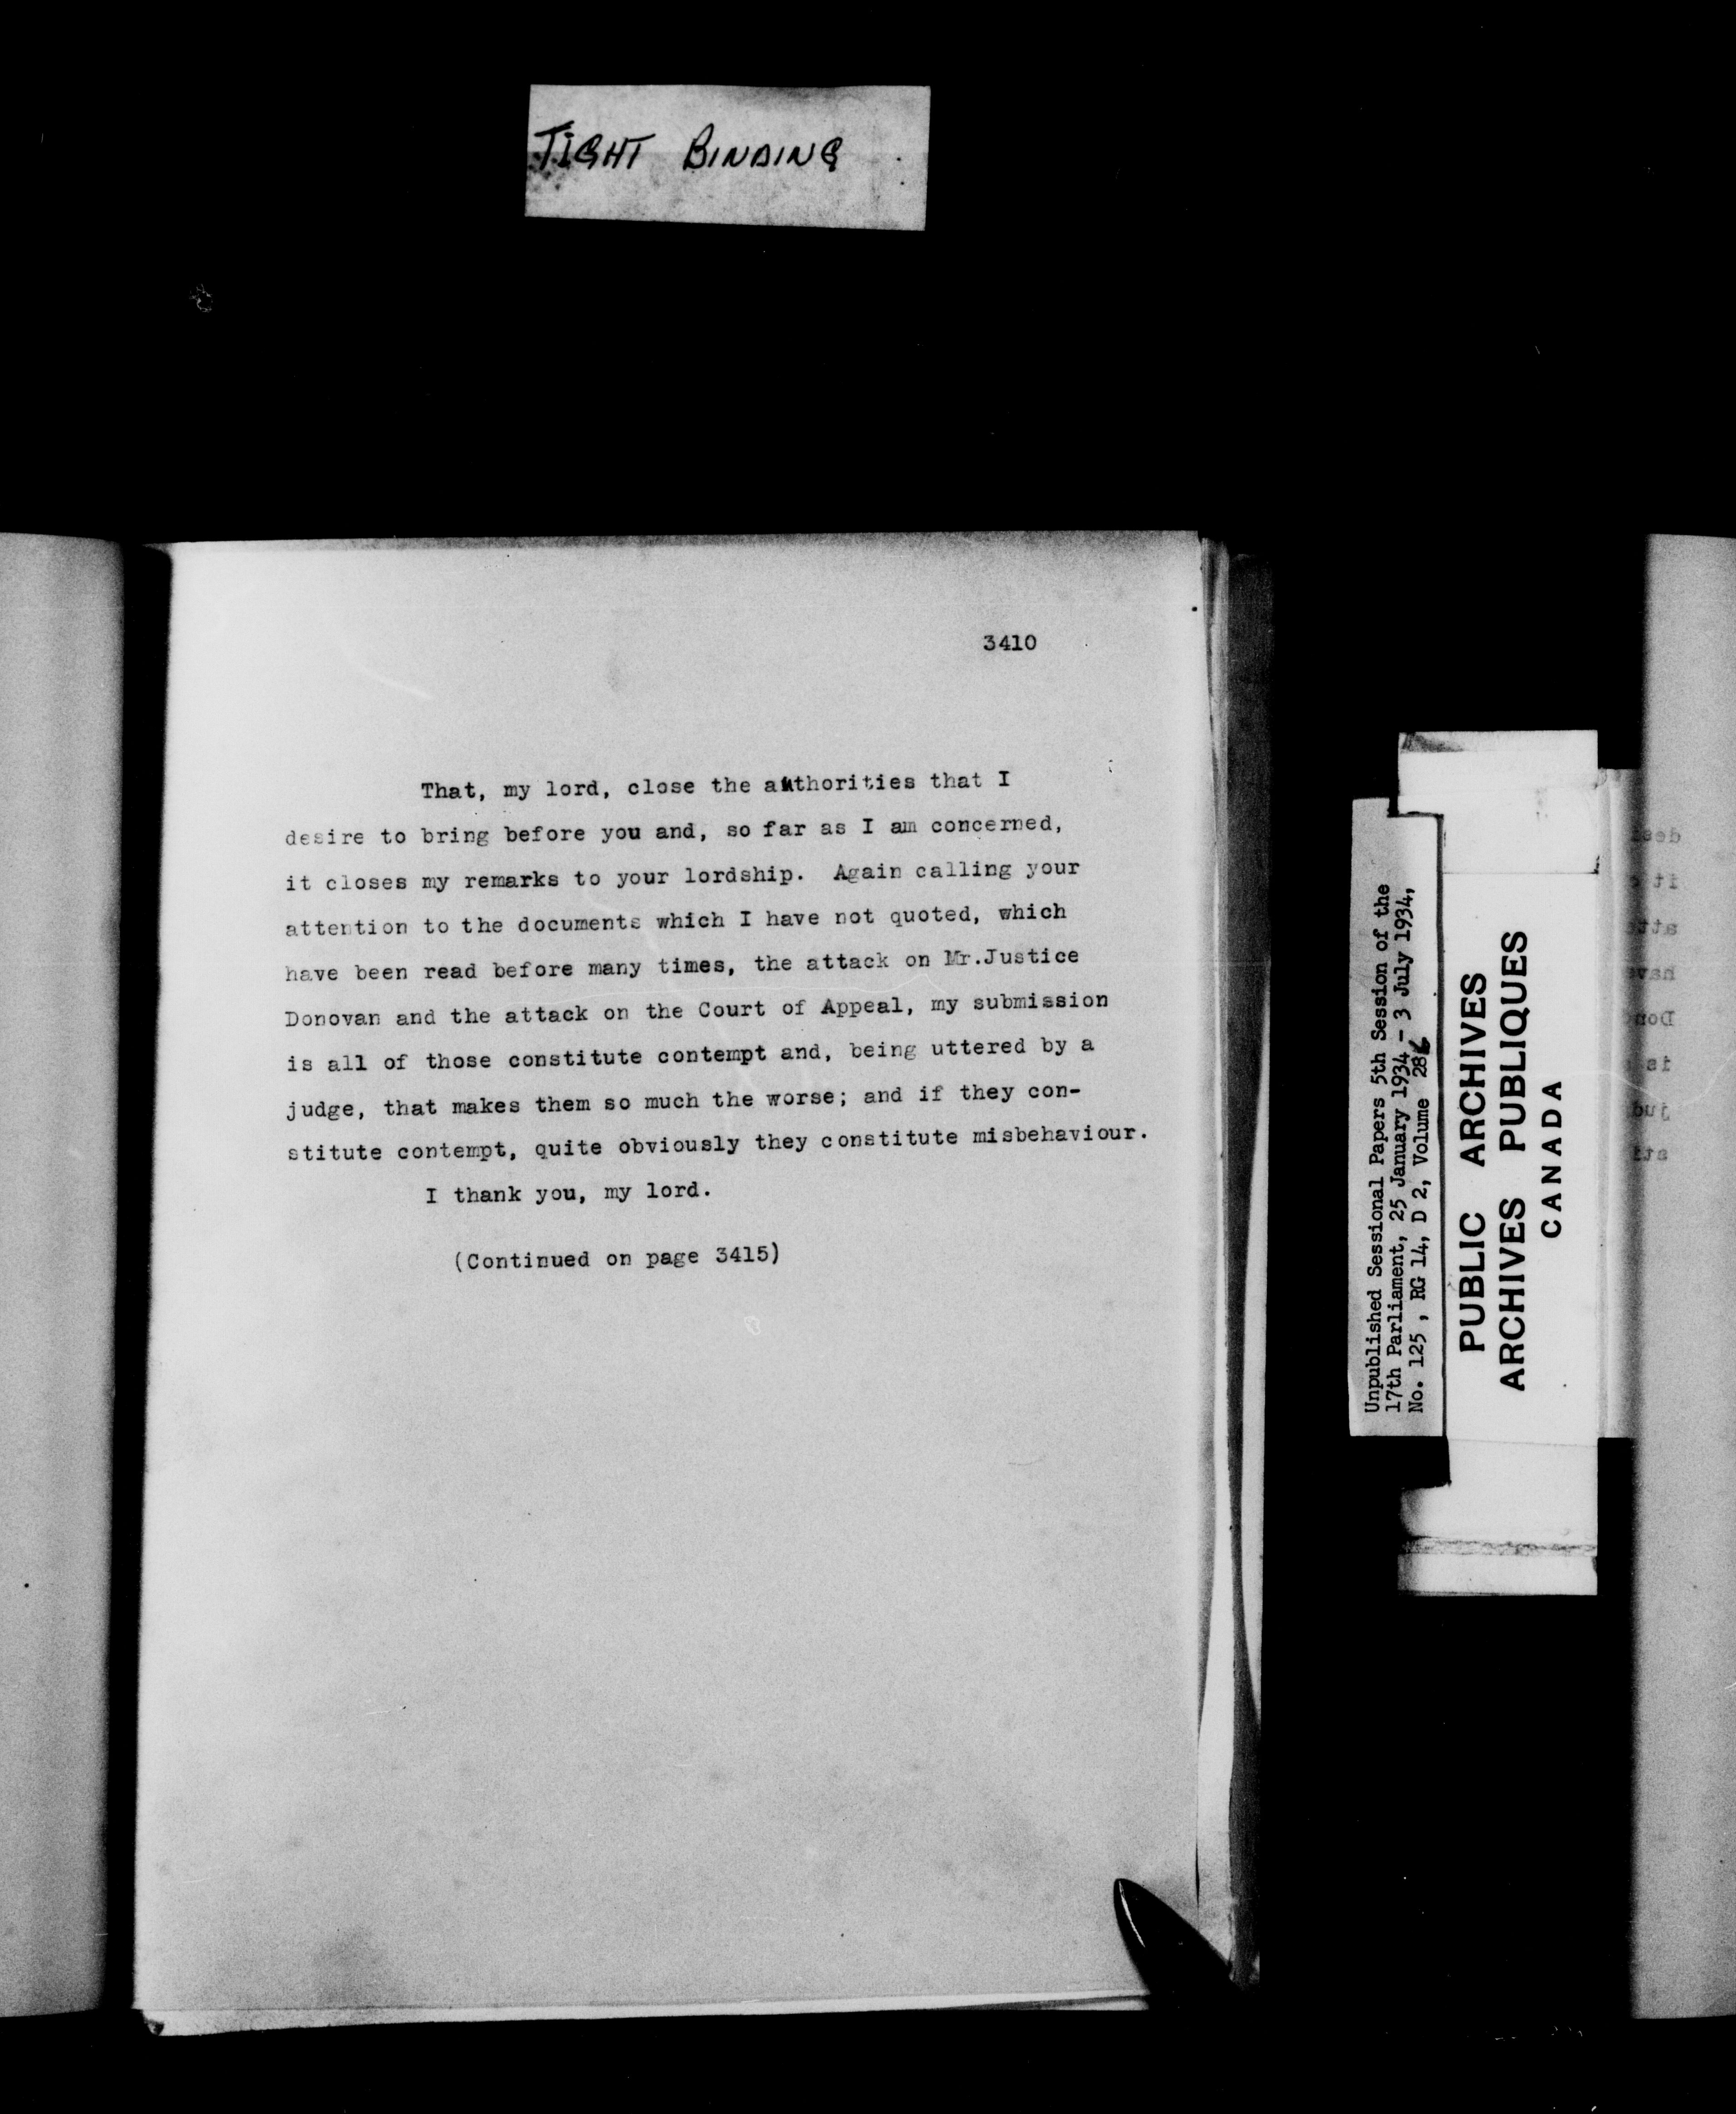 TIGHT BINDING
3410
That, my lord, close the authorities that I
desire to bring before you and, so far as I am concerned,
it closes my remarks to your lordship. Again calling your
attention to the documents which I have not quoted, which
have been read before many times, the attack on Mr.Justice
Donovan and the attack on the Court of Appeal, my submission
is all of those constitute contempt and, being uttered by a
judge, that makes them so much the worse; and if they con-
stitute contempt, quite obviously they constitute misbehaviour.
I thank you, my lord.
(Continued on page 3415)
Unpublished Sessional Papers 5th Session of the
17th Parliament, 25 January 1934 - 3 July 1934,
No. 125 , RG 14, D 2, Volume
PUBLIC ARCHIVES
ARCHIVES PUBLIQUES
CANADA